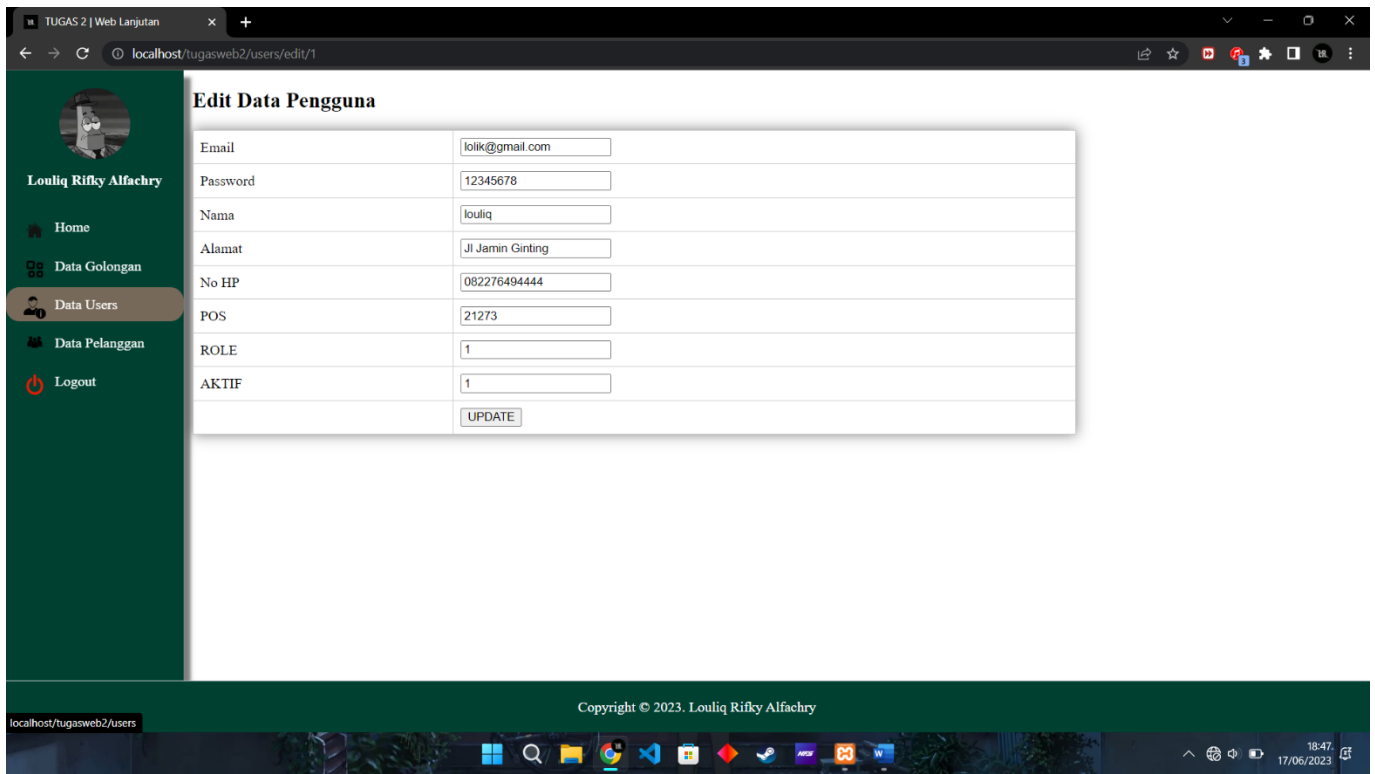 TUGAS 2 | Web Lanjutan
localhost/tugasweb2/users/edit/1
3
Louliq Rifky Alfachry
Home
Data Golongan
Data Users
Data Pelanggan
Logout
Edit Data Pengguna
Email lolik@gmail.com
Password 12345678
Nama louliq
Alamat Jl Jamin Ginting
No HP 082276494444
POS 21273
ROLE 1
AKTIF 1
UPDATE
Copyright © 2023. Louliq Rifky Alfachry
localhost/tugasweb2/users
18:47
17/06/2023